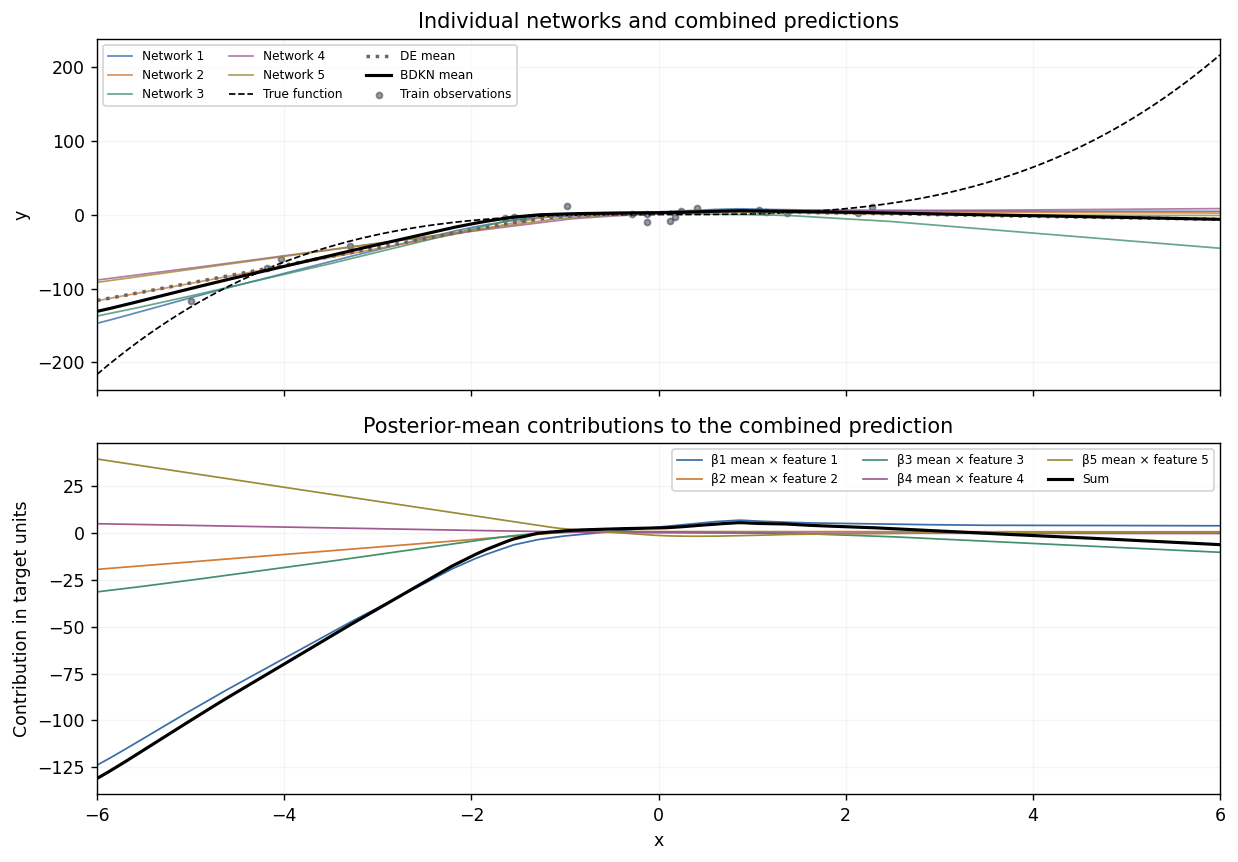 Individual networks and combined predictions
Network 1
Network 2
Network 3
Network 4
Network 5
True function
DE mean
BDKN mean
Train observations
200
100
0
−100
−200
y
Posterior-mean contributions to the combined prediction
β1 mean × feature 1
β2 mean × feature 2
β3 mean × feature 3
β4 mean × feature 4
β5 mean × feature 5
Sum
25
0
−25
−50
−75
−100
−125
Contribution in target units
−6
−4
−2
0
2
4
6
x